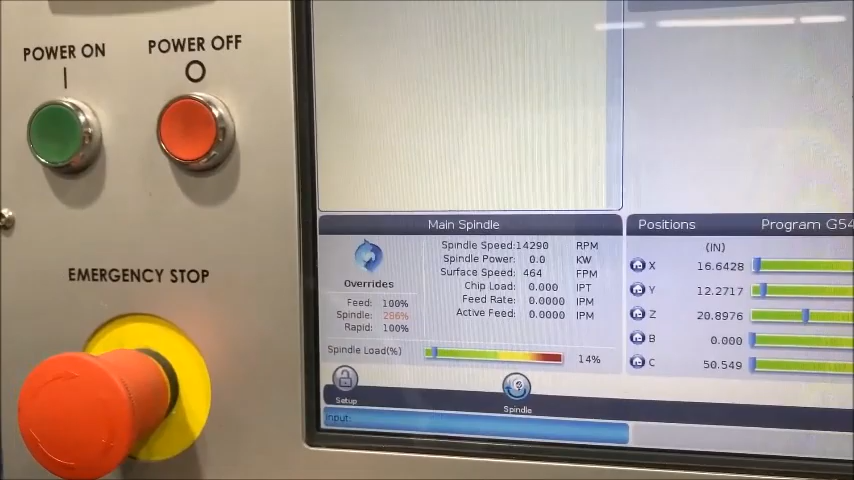 POWER ON
POWER OFF
EMERGENCY STOP
Main Spindle
Overrides
Feed: 100%
Spindle: 286%
Rapid: 100%
Spindle Speed: 14290 RPM
Spindle Power: 0.0 KW
Surface Speed: 464 FPM
Chip Load: 0.000 IPT
Feed Rate: 0.0000 IPM
Active Feed: 0.0000 IPM
Spindle Load(%) 14%
Setup
Spindle
Input:
Positions Program G54
(IN)
X 16.6428
Y 12.2717
Z 20.8976
B 0.000
C 50.549